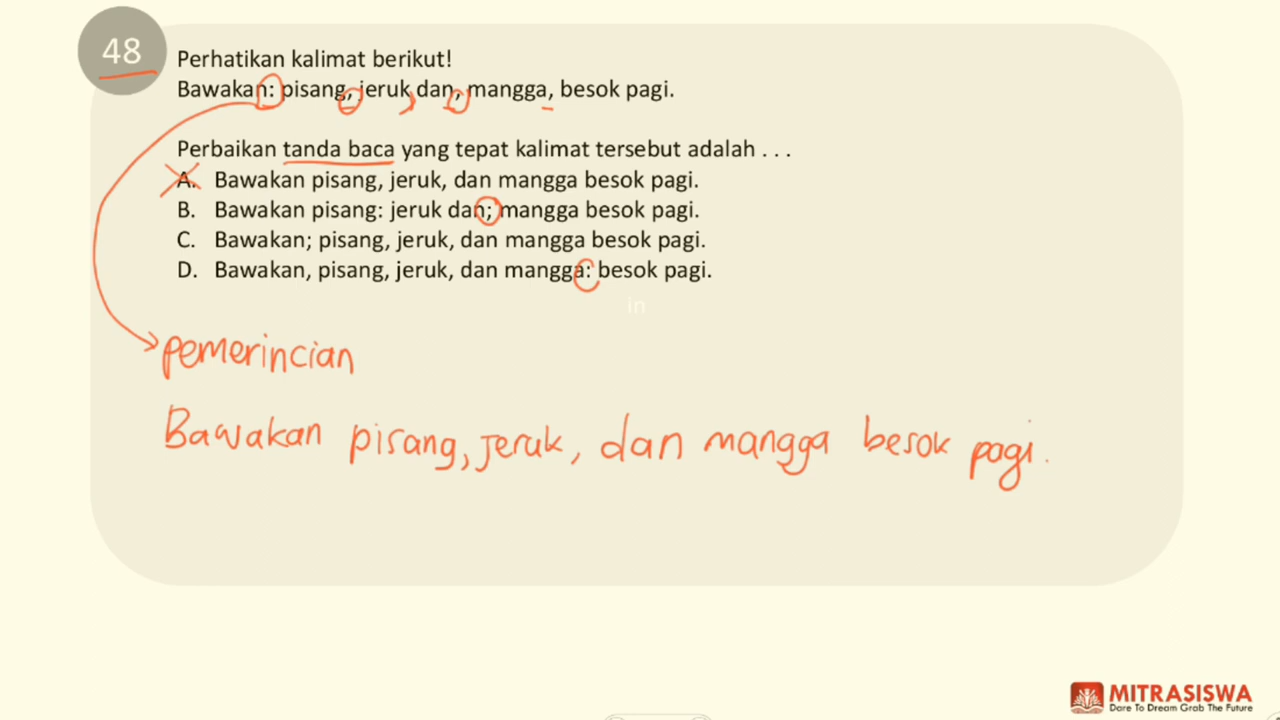 48
Perhatikan kalimat berikut!
Bawakan: pisang, jeruk dan, mangga, besok pagi.
Perbaikan tanda baca yang tepat kalimat tersebut adalah . . .
A. Bawakan pisang, jeruk, dan mangga besok pagi.
B. Bawakan pisang: jeruk dan; mangga besok pagi.
C. Bawakan; pisang, jeruk, dan mangga besok pagi.
D. Bawakan, pisang, jeruk, dan mangga: besok pagi.
in
pemerincian
Bawakan pisang, jeruk, dan mangga besok pagi.
MITRASISWA
Dare To Dream Grab The Future